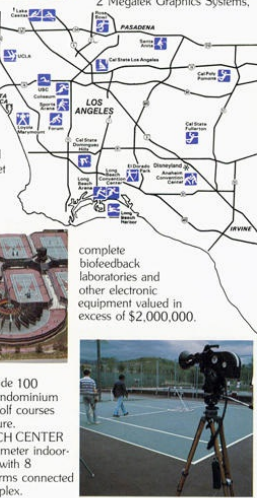 2 Megatek Graphics Systems,
Lake
Bowl
PASADENA
Santa
Anita
UCLA
Cal State Los Angeles
Cal Poly
Pomona
USC
Coliseum
Sports
Arena
LOS
ANGELES
Loyola
Marymount
Forum
Cal State
Fullerton
Cal State
Dominguez
Hills
Long
Beach
Arena
Long
Beach
Convention
Center
El Dorado
Park
Disneyland
Anaheim
Convention
Center
Long
Beach
Harbor
IRVINE
complete
biofeedback
laboratories and
other electronic
equipment valued in
excess of $2,000,000.
de 100
ndominium
olf courses
ure.
CH CENTER
meter indoor-
with 8
rms connected
plex.